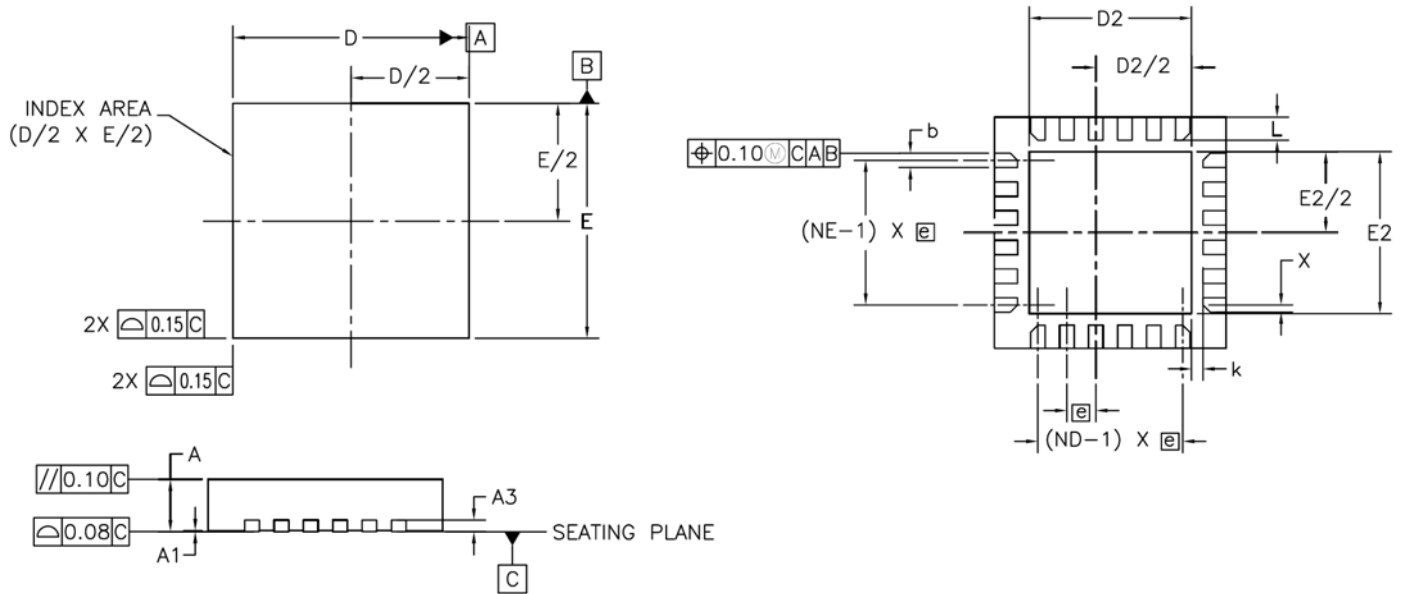 D
A
D/2
B
INDEX AREA
(D/2 X E/2)
E/2
E
2X ⌓ 0.15 C
2X ⌓ 0.15 C
// 0.10 C
A
⌓ 0.08 C
A1
A3
SEATING PLANE
C
D2
D2/2
b
L
⌖ 0.10 Ⓜ C A B
(NE-1) X e
E2/2
E2
X
k
e
(ND-1) X e